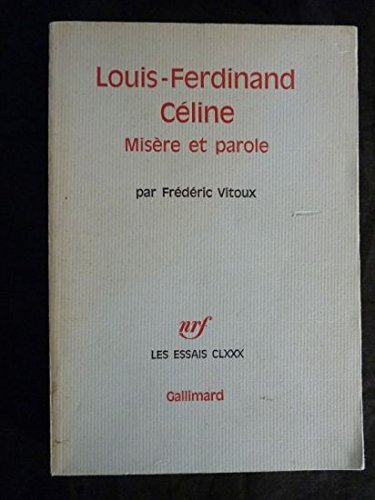 Louis-Ferdinand
Céline
Misère et parole
par Frédéric Vitoux
nrf
LES ESSAIS CLXXX
Gallimard